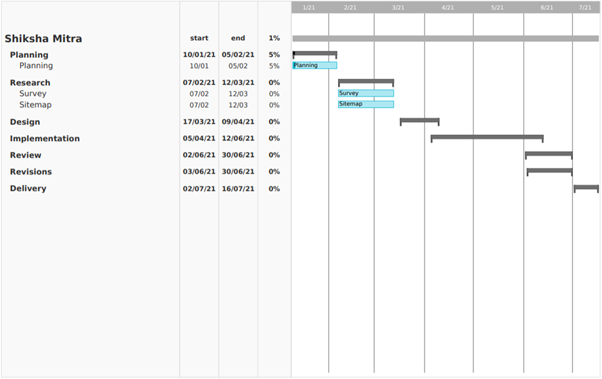 1/21 2/21 3/21 4/21 5/21 6/21 7/21
Shiksha Mitra start end 1%
Planning 10/01/21 05/02/21 5%
Planning 10/01 05/02 5% Planning
Research 07/02/21 12/03/21 0%
Survey 07/02 12/03 0% Survey
Sitemap 07/02 12/03 0% Sitemap
Design 17/03/21 09/04/21 0%
Implementation 05/04/21 12/06/21 0%
Review 02/06/21 30/06/21 0%
Revisions 03/06/21 30/06/21 0%
Delivery 02/07/21 16/07/21 0%